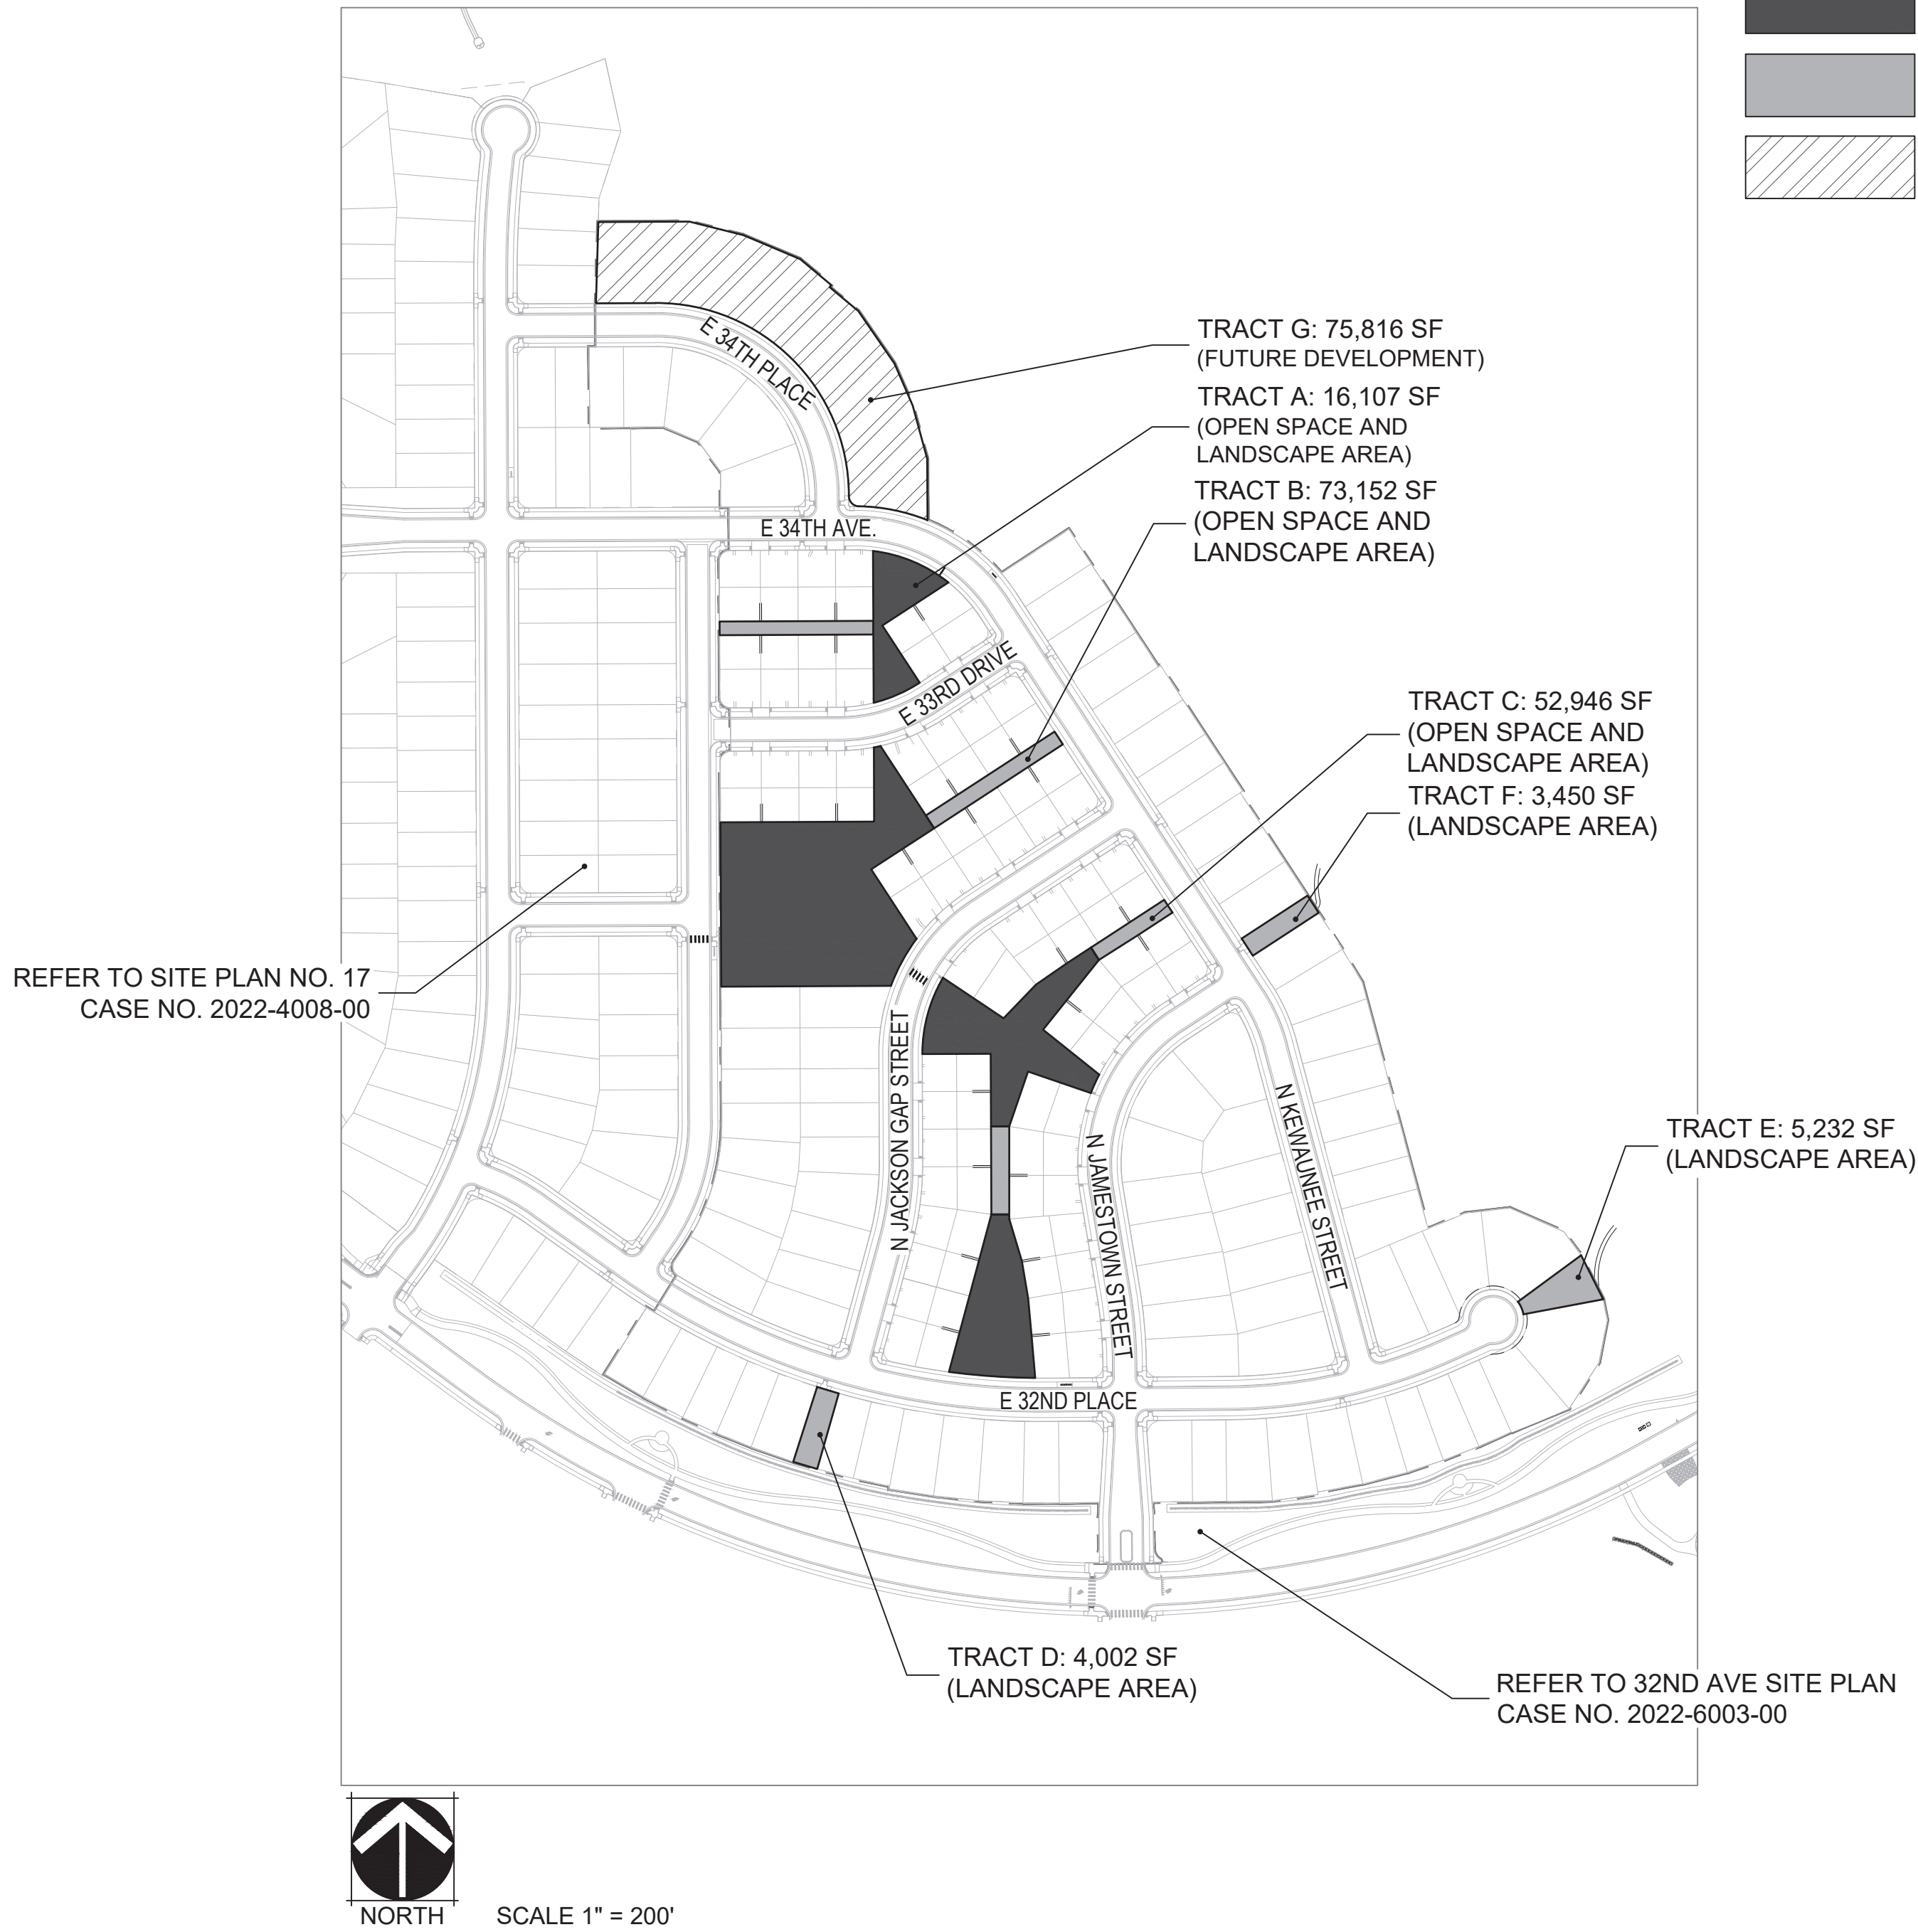 E 34TH PLACE
TRACT G: 75,816 SF
(FUTURE DEVELOPMENT)
TRACT A: 16,107 SF
(OPEN SPACE AND
LANDSCAPE AREA)
TRACT B: 73,152 SF
(OPEN SPACE AND
LANDSCAPE AREA)
E 34TH AVE.
E 33RD DRIVE
TRACT C: 52,946 SF
(OPEN SPACE AND
LANDSCAPE AREA)
TRACT F: 3,450 SF
(LANDSCAPE AREA)
REFER TO SITE PLAN NO. 17
CASE NO. 2022-4008-00
N JACKSON GAP STREET
N JAMESTOWN STREET
N KEWAUNEE STREET
TRACT E: 5,232 SF
(LANDSCAPE AREA)
E 32ND PLACE
TRACT D: 4,002 SF
(LANDSCAPE AREA)
REFER TO 32ND AVE SITE PLAN
CASE NO. 2022-6003-00
NORTH
SCALE 1" = 200'